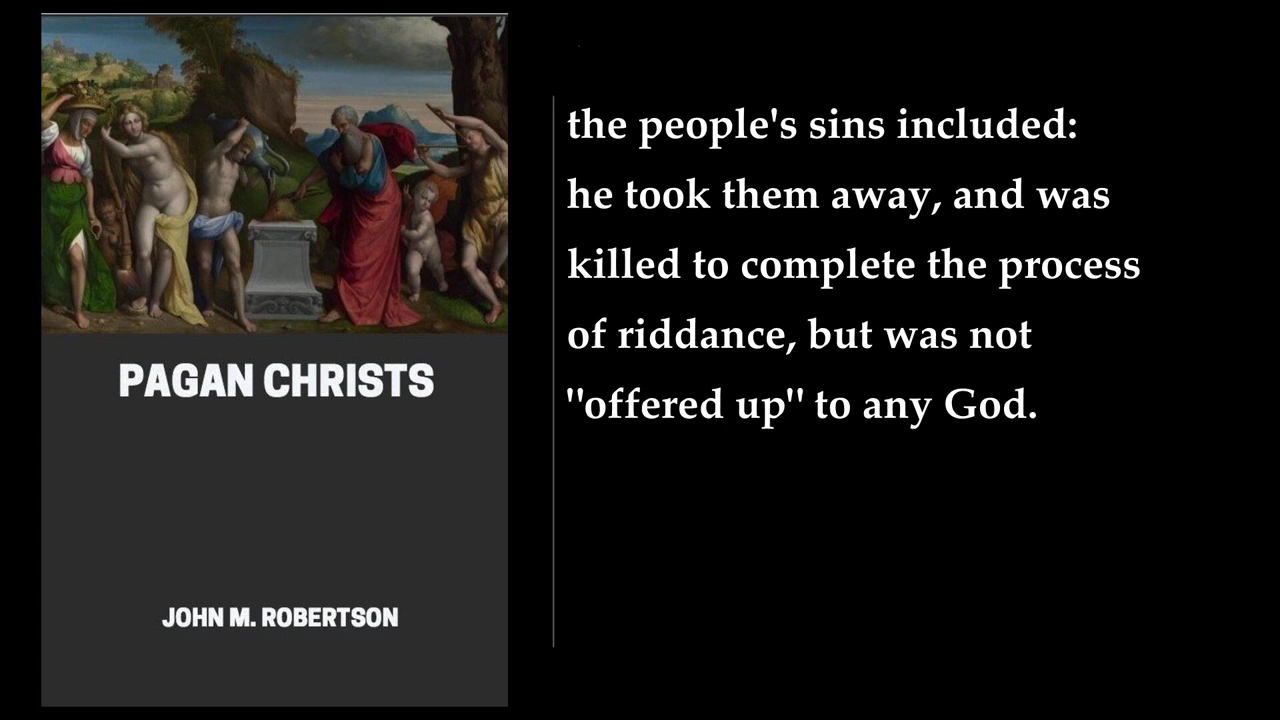 PAGAN CHRISTS
JOHN M. ROBERTSON
the people's sins included:
he took them away, and was
killed to complete the process
of riddance, but was not
"offered up" to any God.